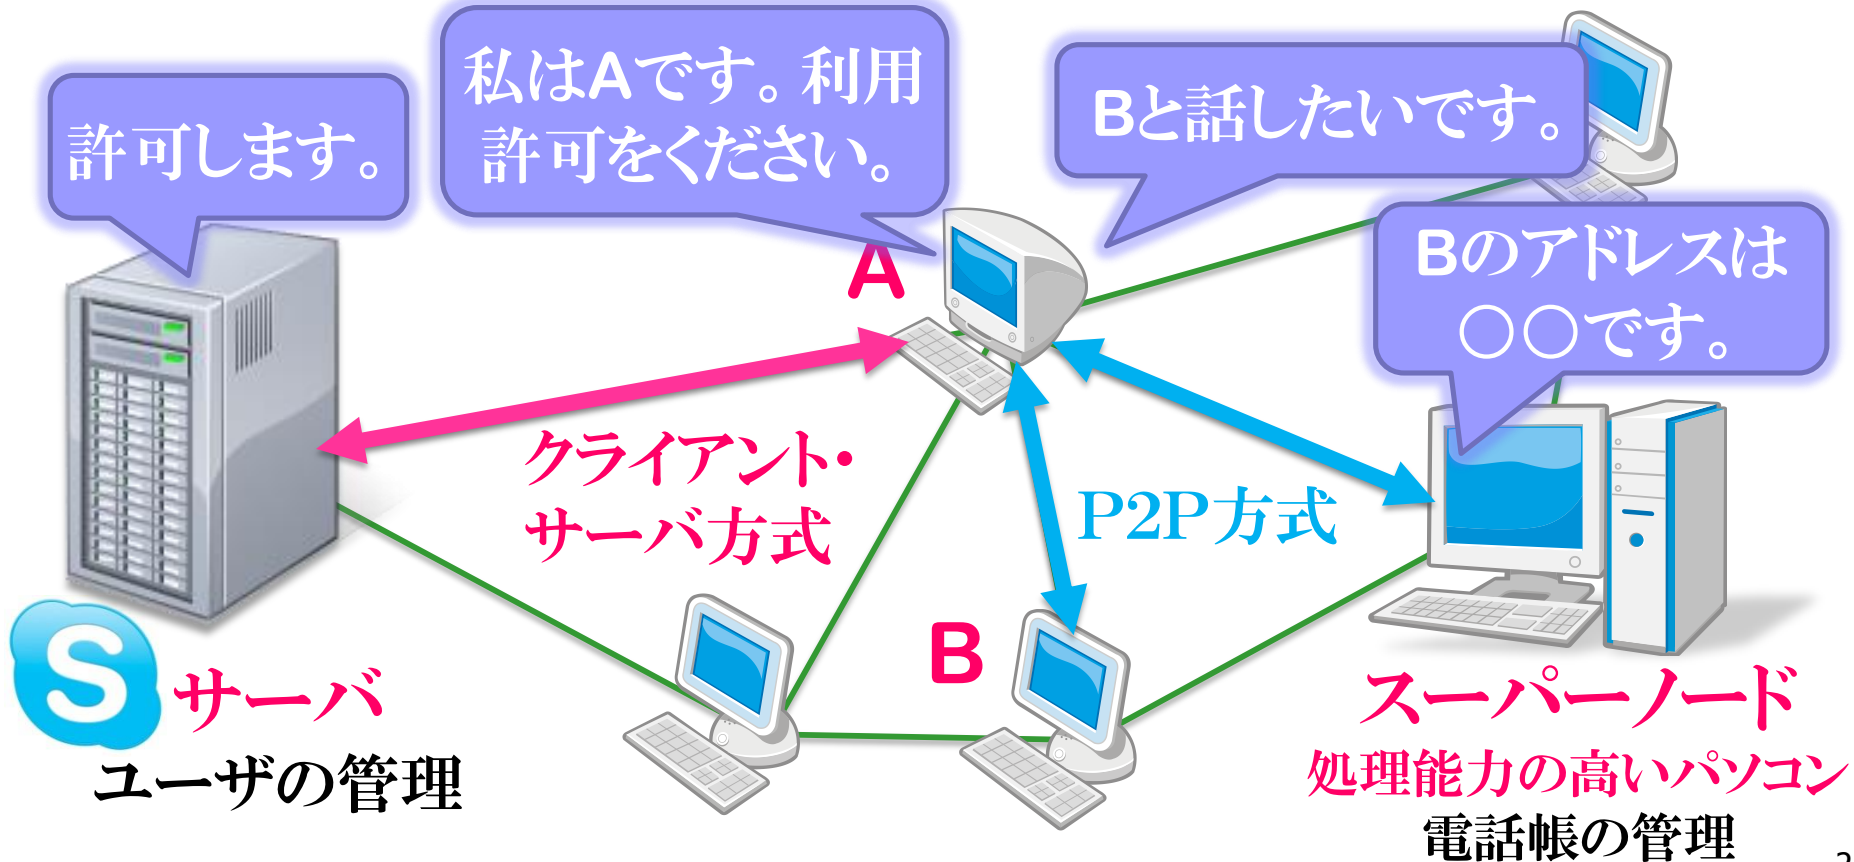 許可します。
私はAです。利用
許可をください。
Bと話したいです。
Bのアドレスは
○○です。
A
クライアント・
サーバ方式
P2P方式
B
S
サーバ
ユーザの管理
スーパーノード
処理能力の高いパソコン
電話帳の管理